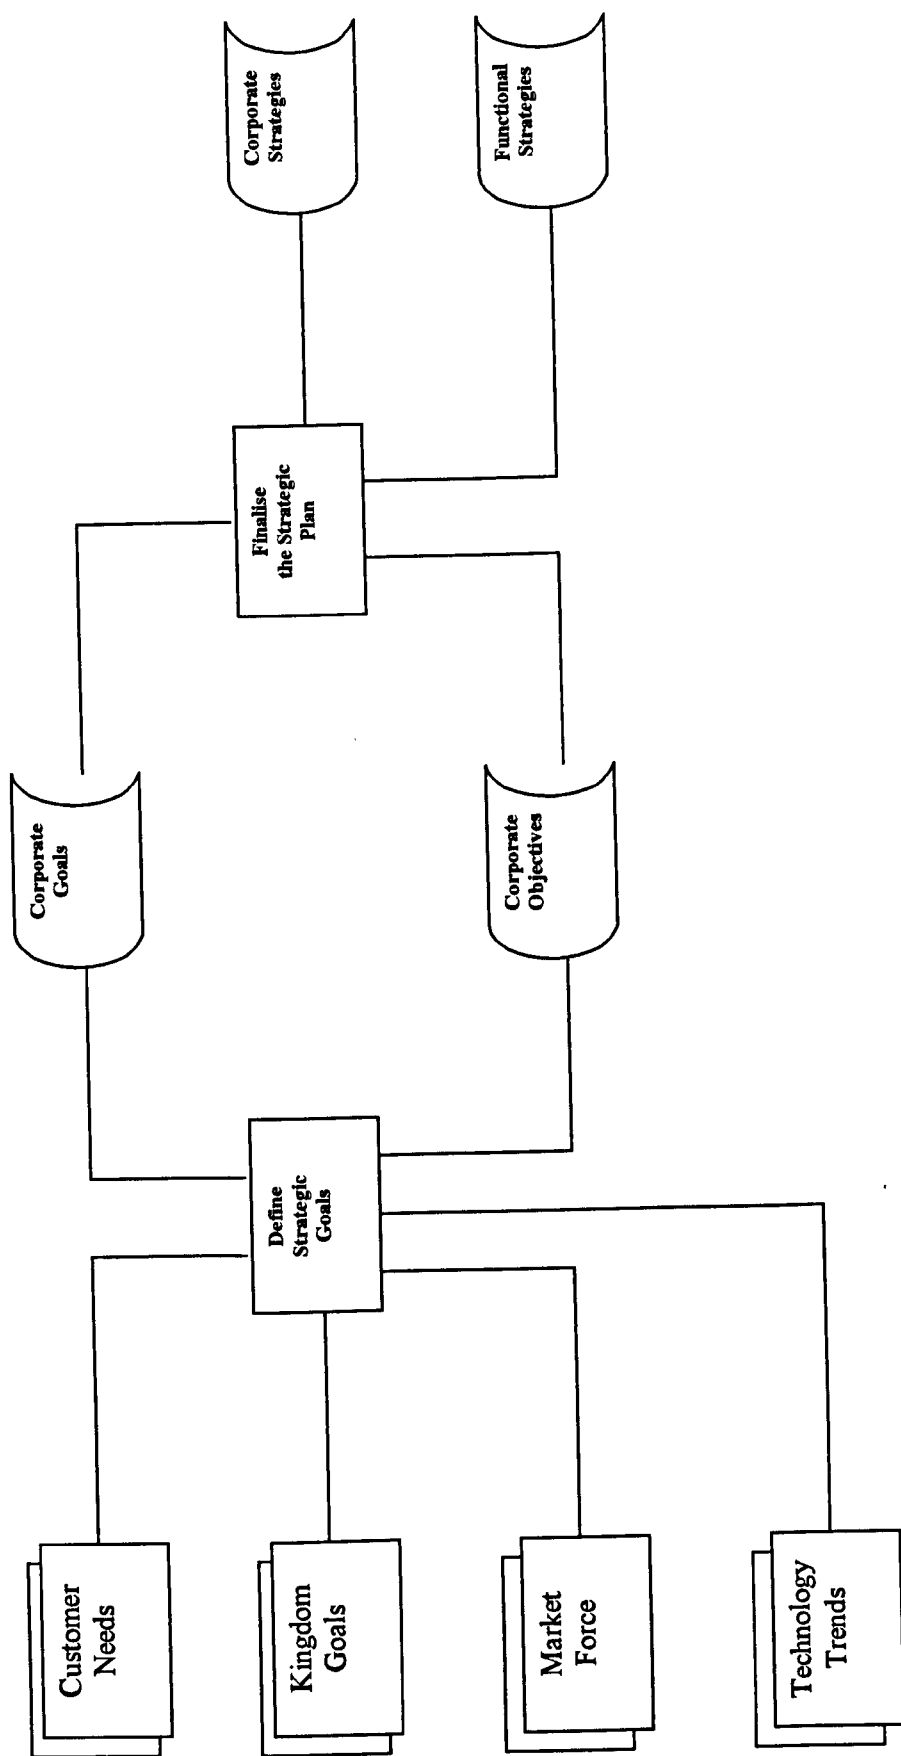 Customer
Needs
Kingdom
Goals
Market
Force
Technology
Trends
Define
Strategic
Goals
Corporate
Goals
Corporate
Objectives
Finalise
the Strategic
Plan
Corporate
Strategies
Functional
Strategies